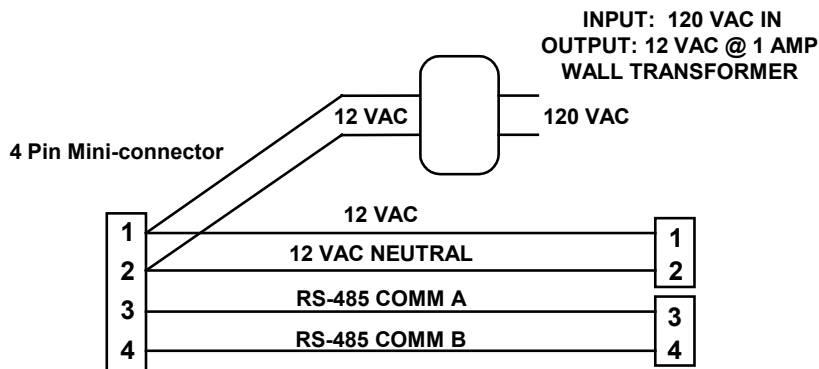 INPUT: 120 VAC IN
OUTPUT: 12 VAC @ 1 AMP
WALL TRANSFORMER
12 VAC
120 VAC
4 Pin Mini-connector
12 VAC
1
1
12 VAC NEUTRAL
2
2
RS-485 COMM A
3
3
RS-485 COMM B
4
4